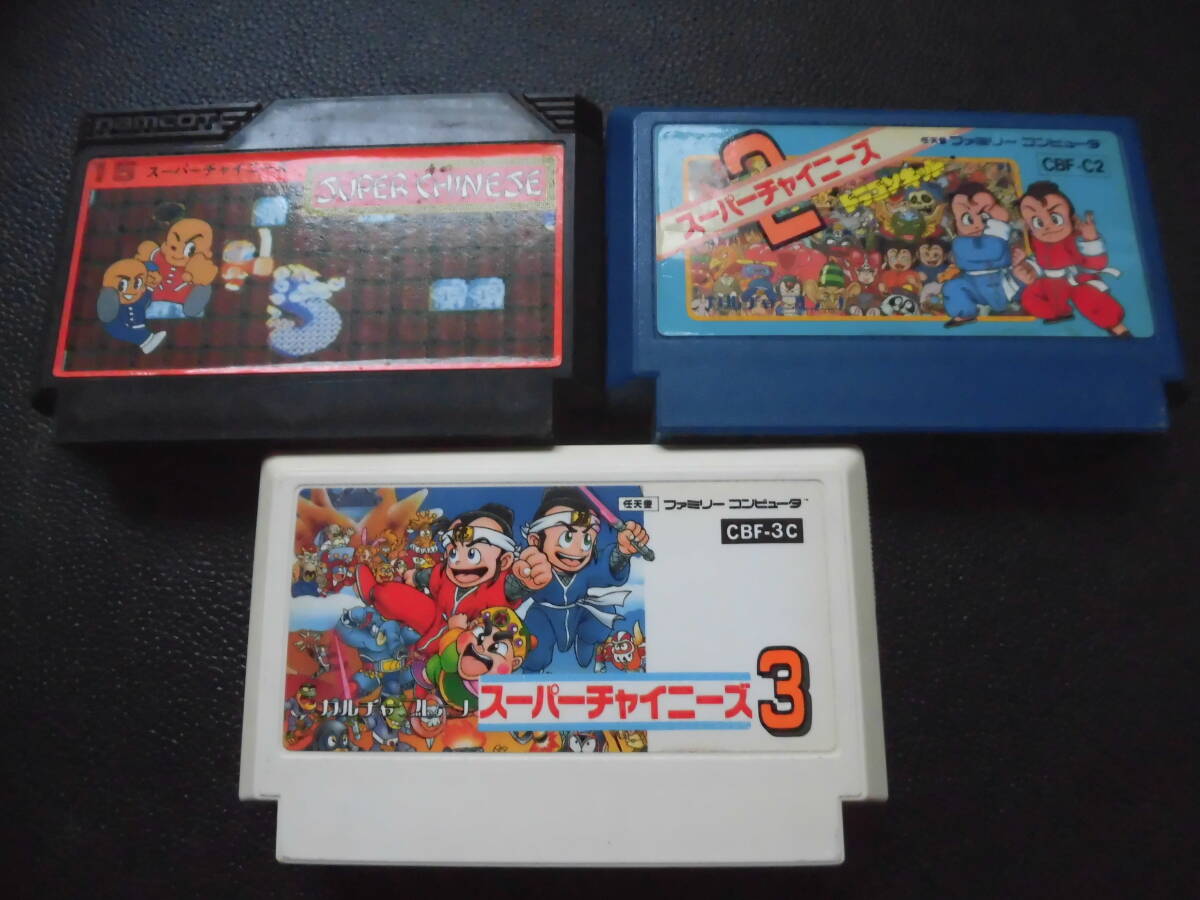 namcot
15 スーパーチャイニーズ
SUPER CHINESE
任天堂 ファミリー コンピュータ
CBF-C2
2
スーパーチャイニーズ
任天堂 ファミリー コンピュータ™
CBF-3C
スーパーチャイニーズ3